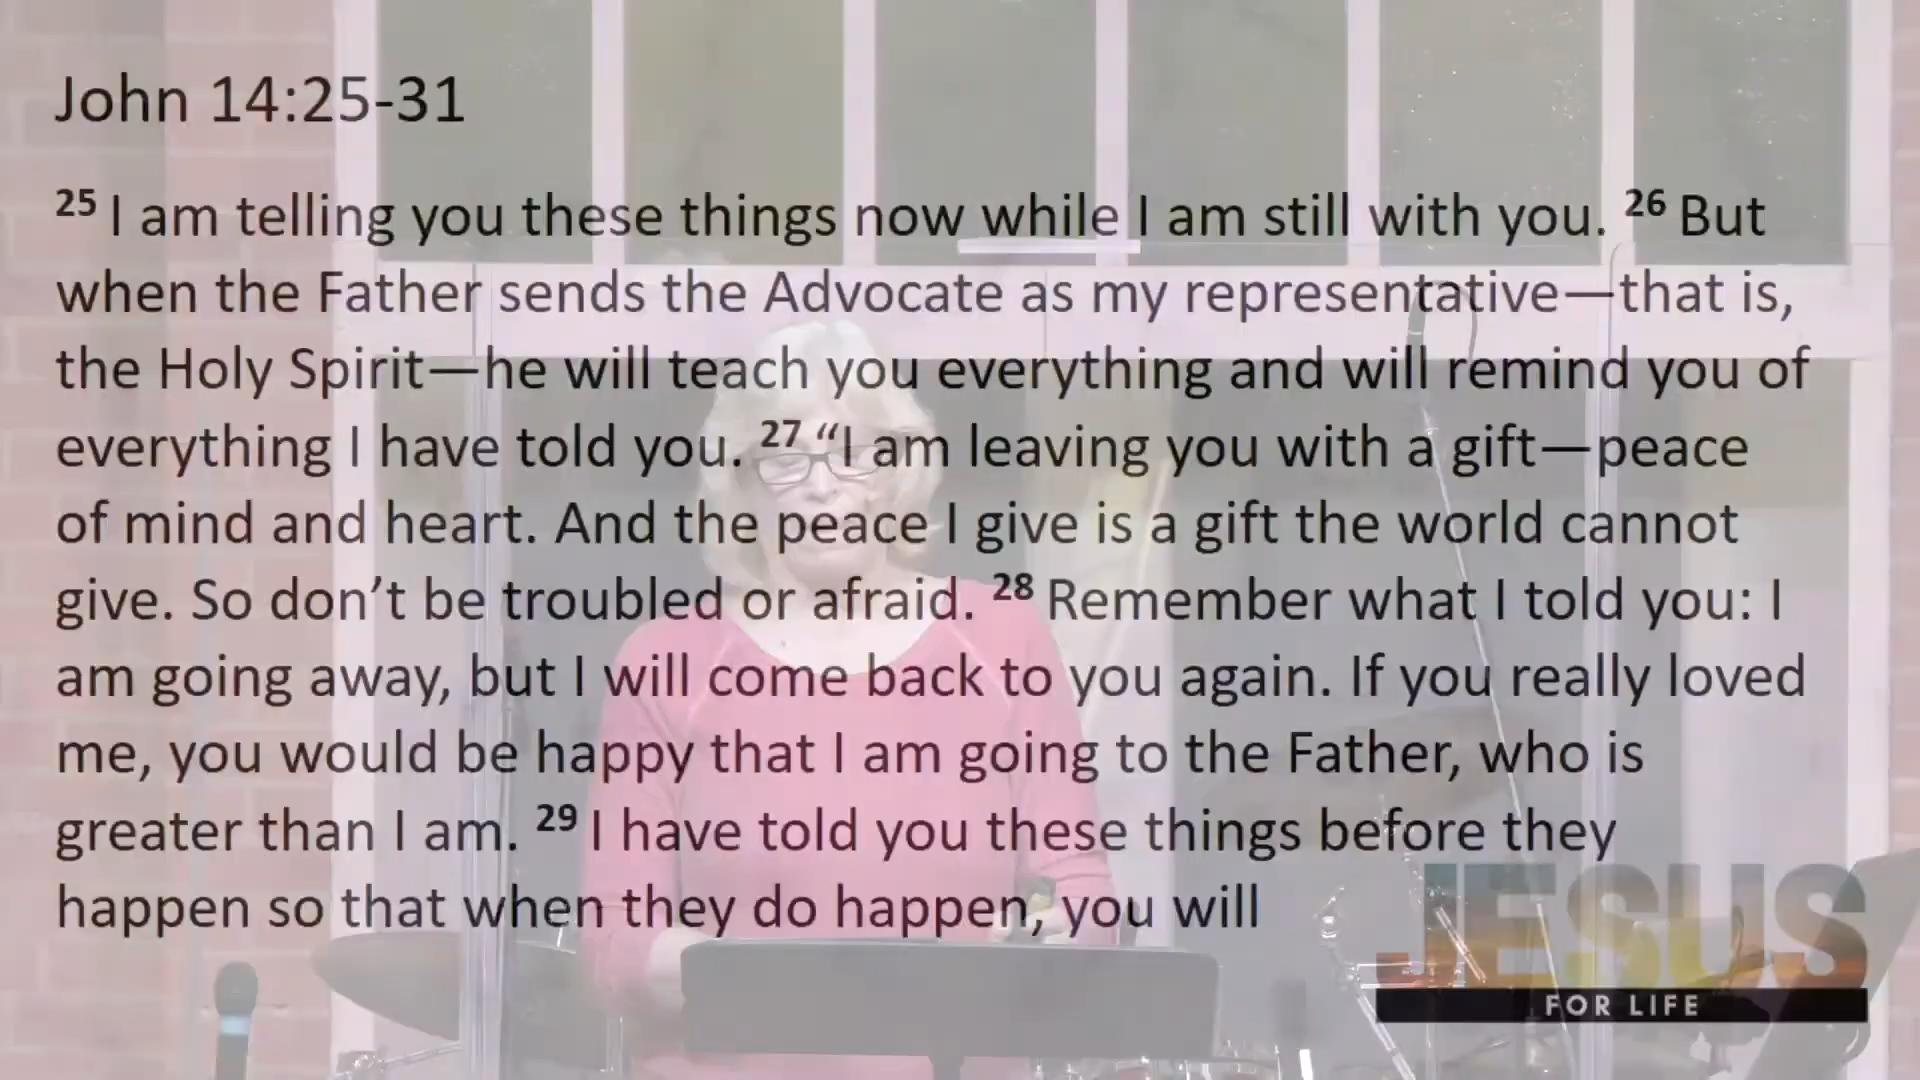 John 14:25-31
25 I am telling you these things now while I am still with you. 26 But
when the Father sends the Advocate as my representative—that is,
the Holy Spirit—he will teach you everything and will remind you of
everything I have told you. 27 “I am leaving you with a gift—peace
of mind and heart. And the peace I give is a gift the world cannot
give. So don’t be troubled or afraid. 28 Remember what I told you: I
am going away, but I will come back to you again. If you really loved
me, you would be happy that I am going to the Father, who is
greater than I am. 29 I have told you these things before they
happen so that when they do happen, you will
JESUS
FOR LIFE